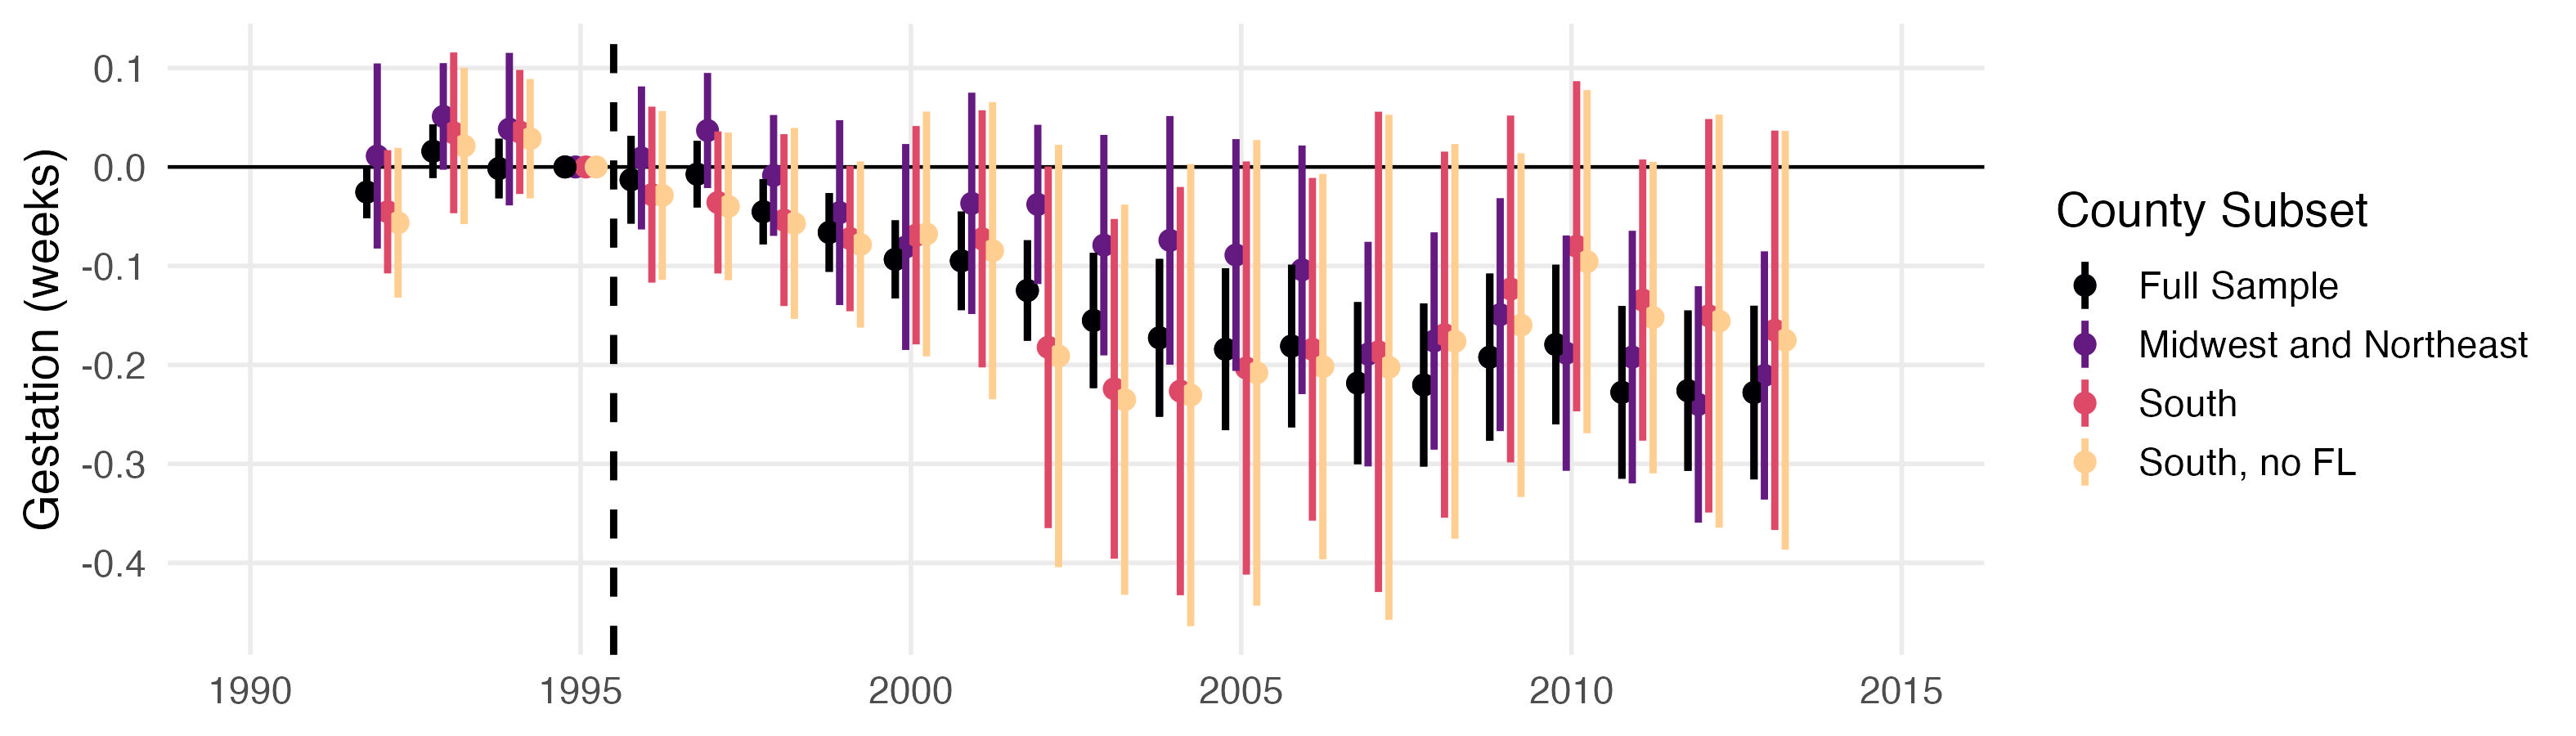 Gestation (weeks)
0.1
0.0
-0.1
-0.2
-0.3
-0.4
1990 1995 2000 2005 2010 2015
County Subset
Full Sample
Midwest and Northeast
South
South, no FL